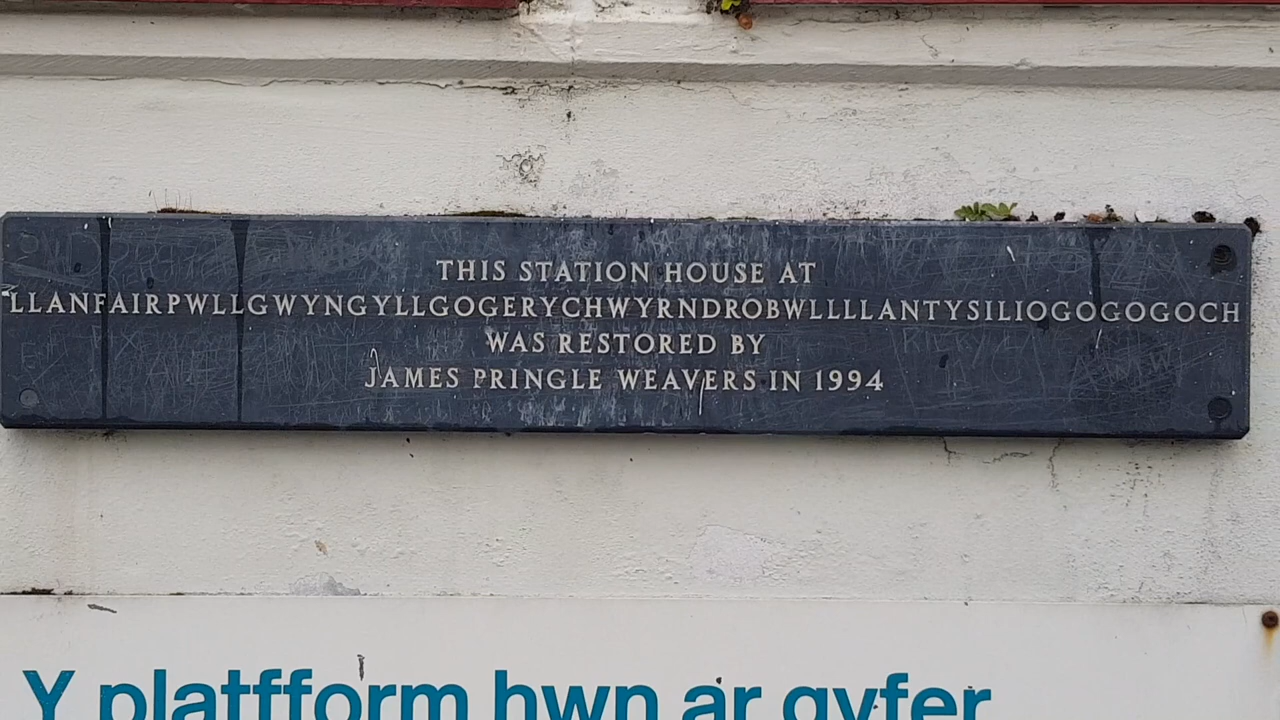 THIS STATION HOUSE AT
LLANFAIRPWLLGWYNGYLLGOGERYCHWYRNDROBWLLLLANTYSILIOGOGOGOCH
WAS RESTORED BY
JAMES PRINGLE WEAVERS IN 1994
Y platfform hwn ar gyfer